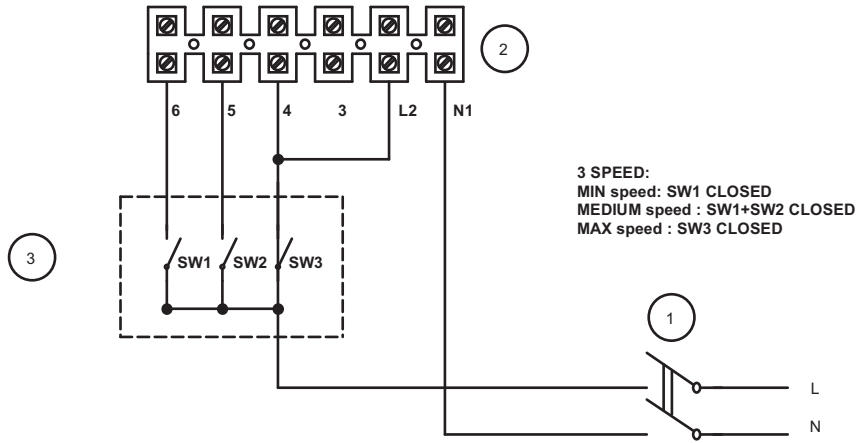 2
6 5 4 3 L2 N1
3 SPEED:
MIN speed: SW1 CLOSED
MEDIUM speed : SW1+SW2 CLOSED
MAX speed : SW3 CLOSED
3
SW1 SW2 SW3
1
L
N